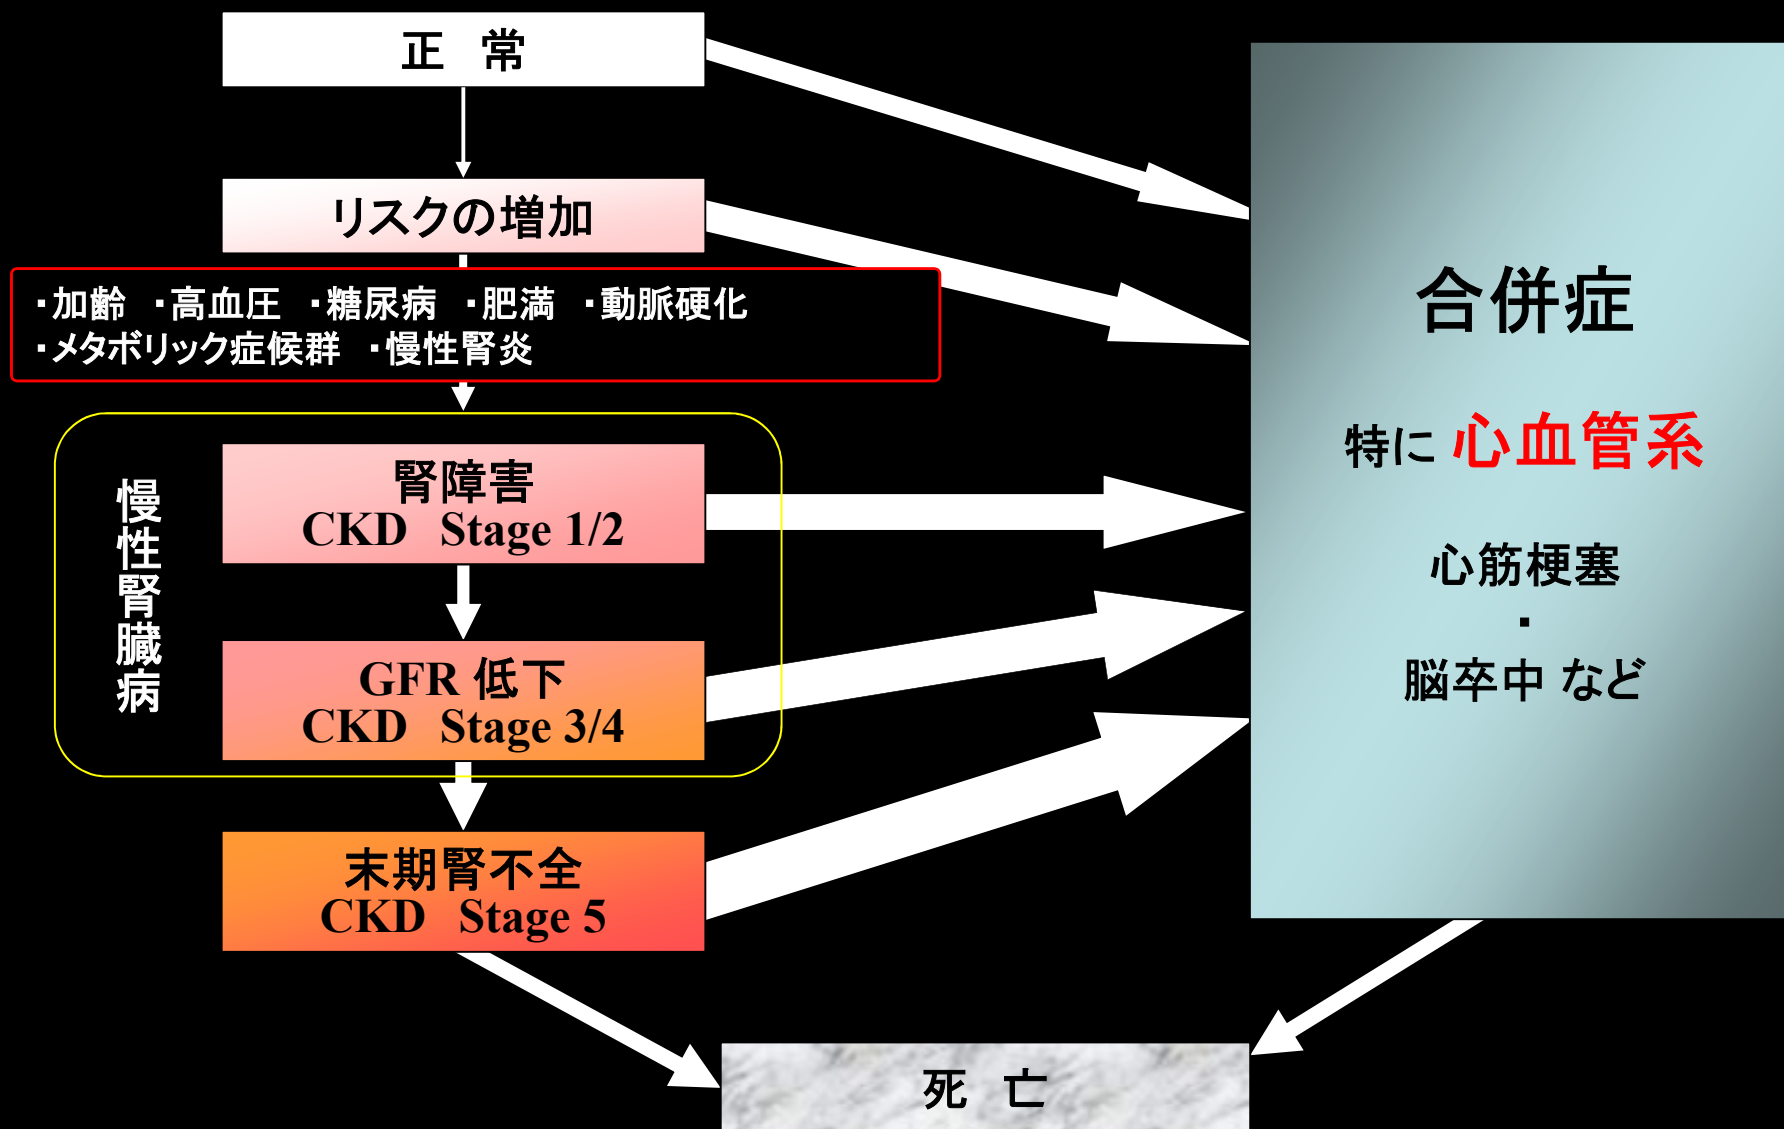 正　常
リスクの増加
・加齢　・高血圧　・糖尿病　・肥満　・動脈硬化
・メタボリック症候群　・慢性腎炎
慢性腎臓病
腎障害
CKD　Stage 1/2
GFR 低下
CKD　Stage 3/4
末期腎不全
CKD　Stage 5
合併症
特に 心血管系
心筋梗塞
・
脳卒中 など
死　亡